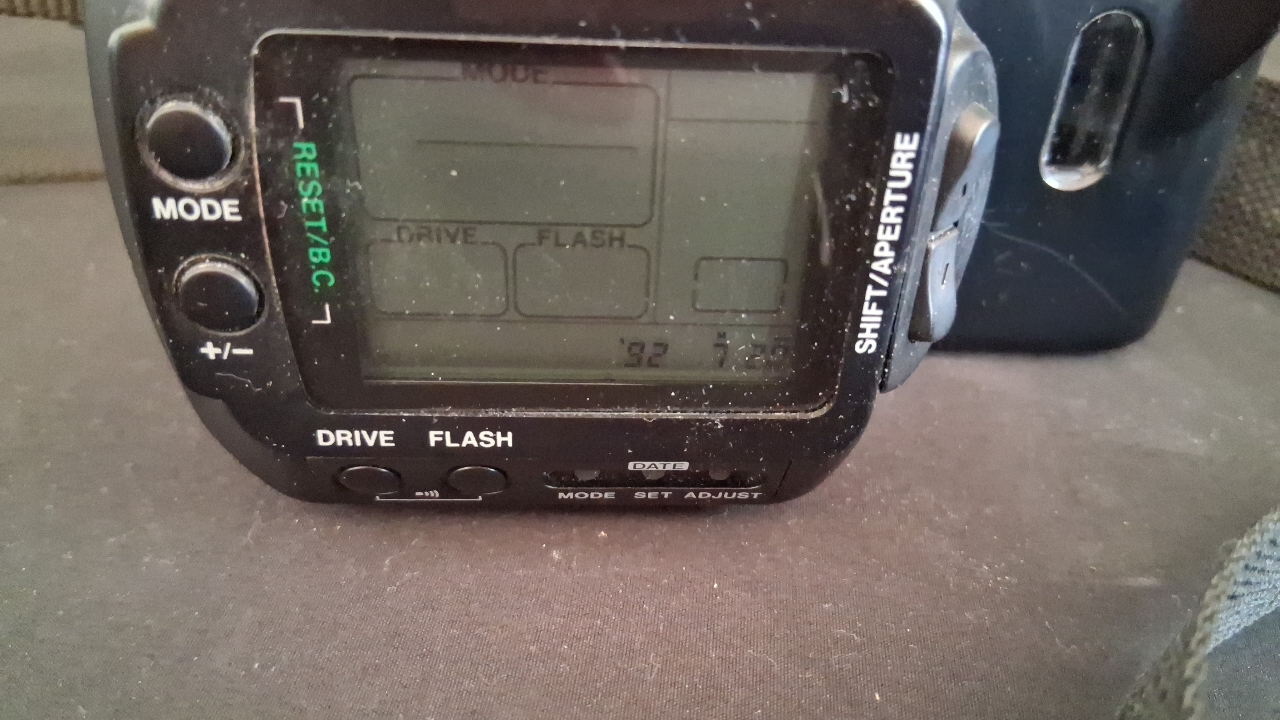 MODE
MODE
RESET/B.C.
+/−
DRIVE FLASH
'92 M
SHIFT/APERTURE
DRIVE FLASH
DATE
MODE SET ADJUST